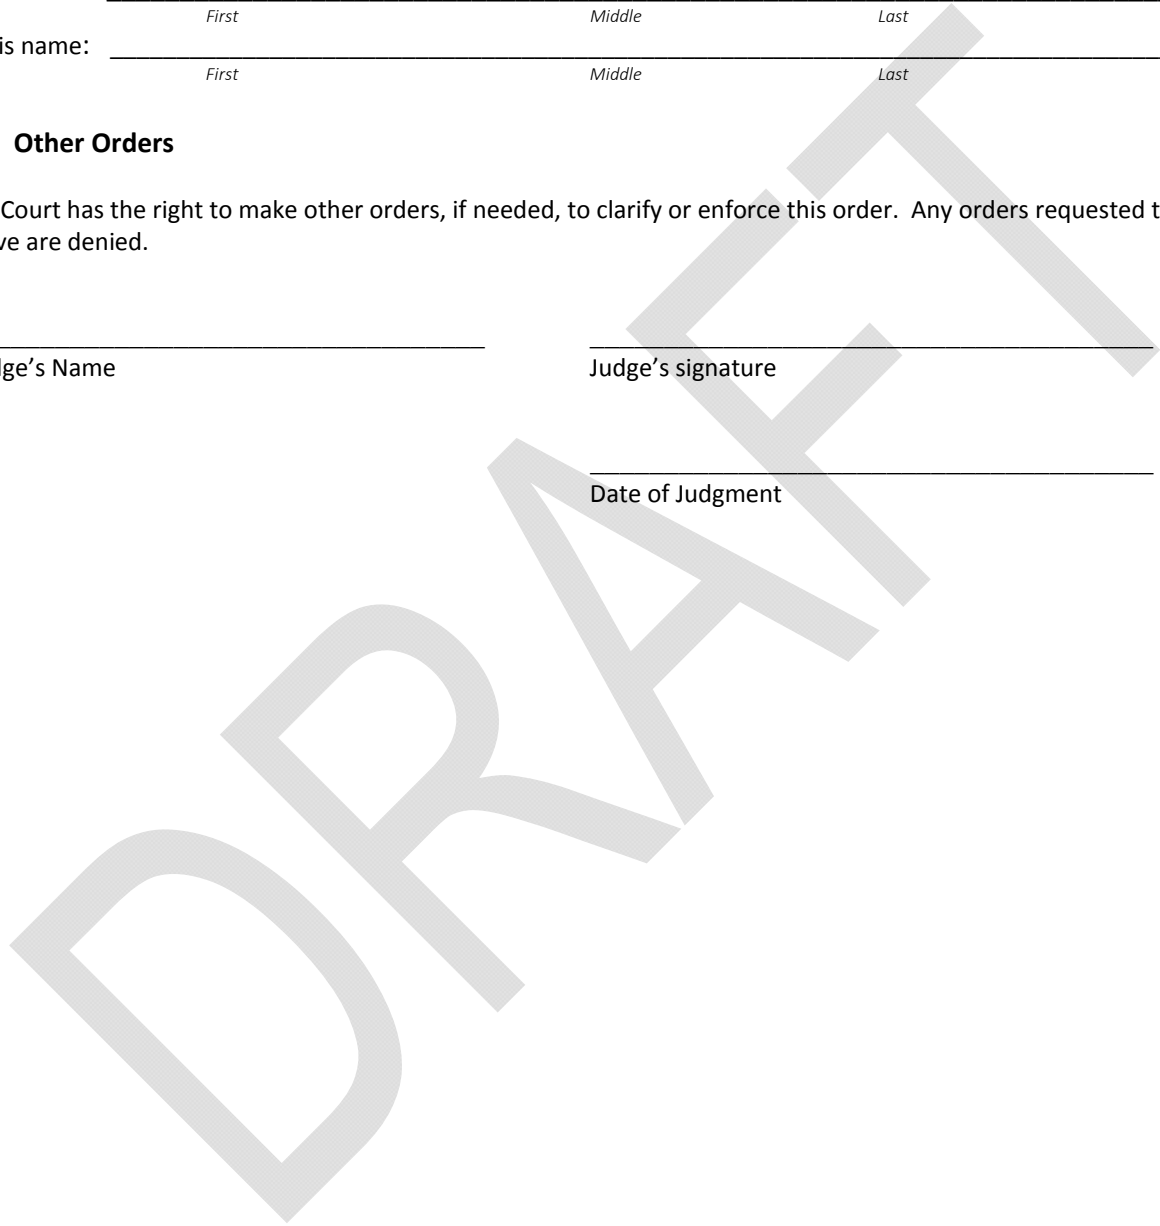 First Middle Last
is name: 
First Middle Last
Other Orders
Court has the right to make other orders, if needed, to clarify or enforce this order. Any orders requested t
ve are denied.
dge's Name Judge's signature
Date of Judgment
DRAFT